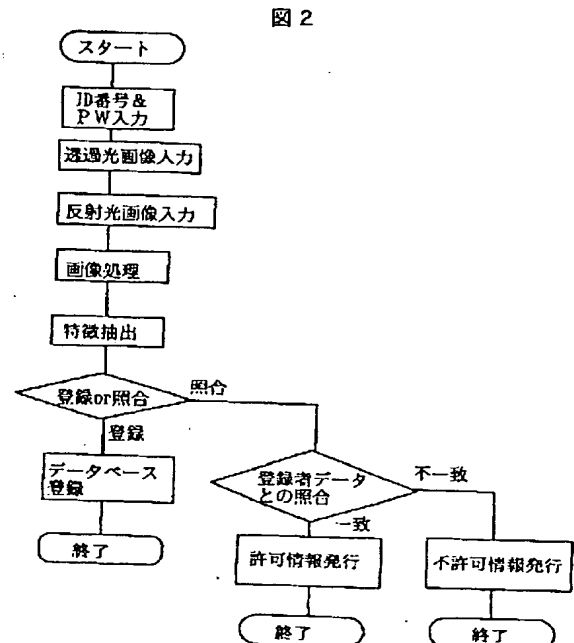 図2
スタート
ID番号&
PW入力
透過光画像入力
反射光画像入力
画像処理
特徴抽出
登録or照合
照合
登録
データベース
登録
終了
登録者データ
との照合
不一致
一致
許可情報発行
不許可情報発行
終了
終了